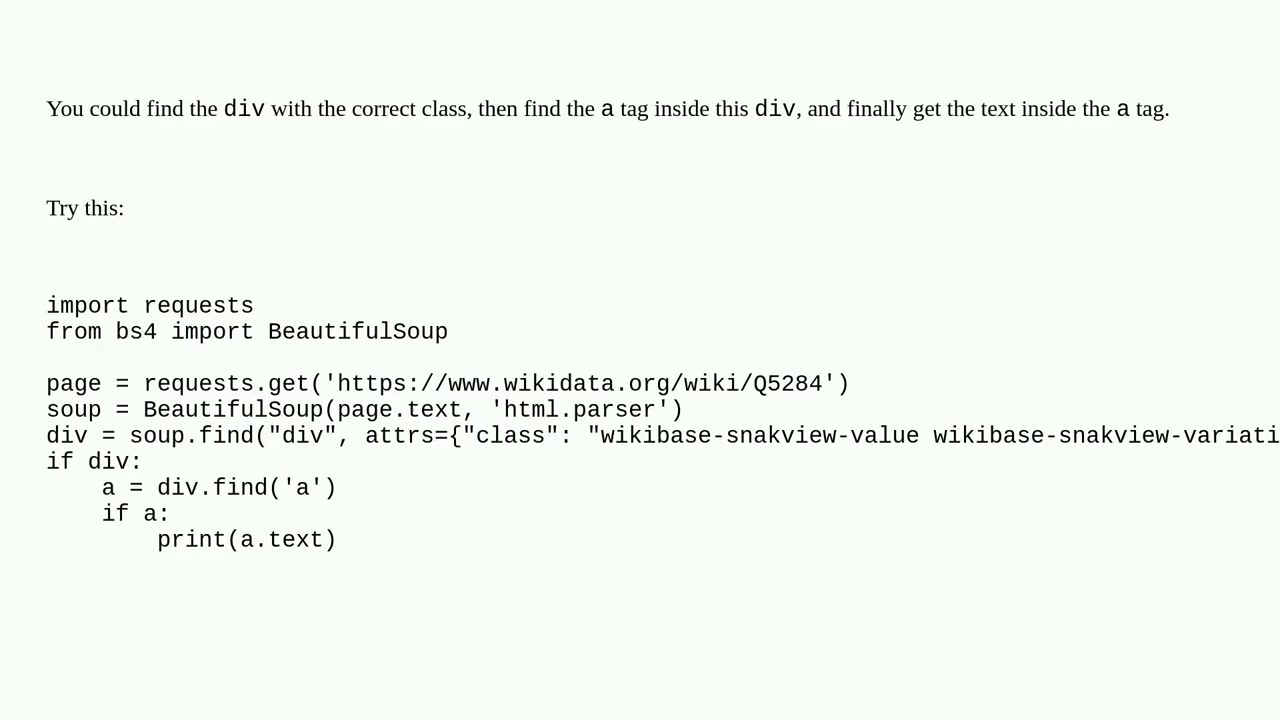 You could find the div with the correct class, then find the a tag inside this div, and finally get the text inside the a tag.
Try this:
import requests
from bs4 import BeautifulSoup
page = requests.get('https://www.wikidata.org/wiki/Q5284')
soup = BeautifulSoup(page.text, 'html.parser')
div = soup.find("div", attrs={"class": "wikibase-snakview-value wikibase-snakview-variati
if div:
    a = div.find('a')
    if a:
        print(a.text)